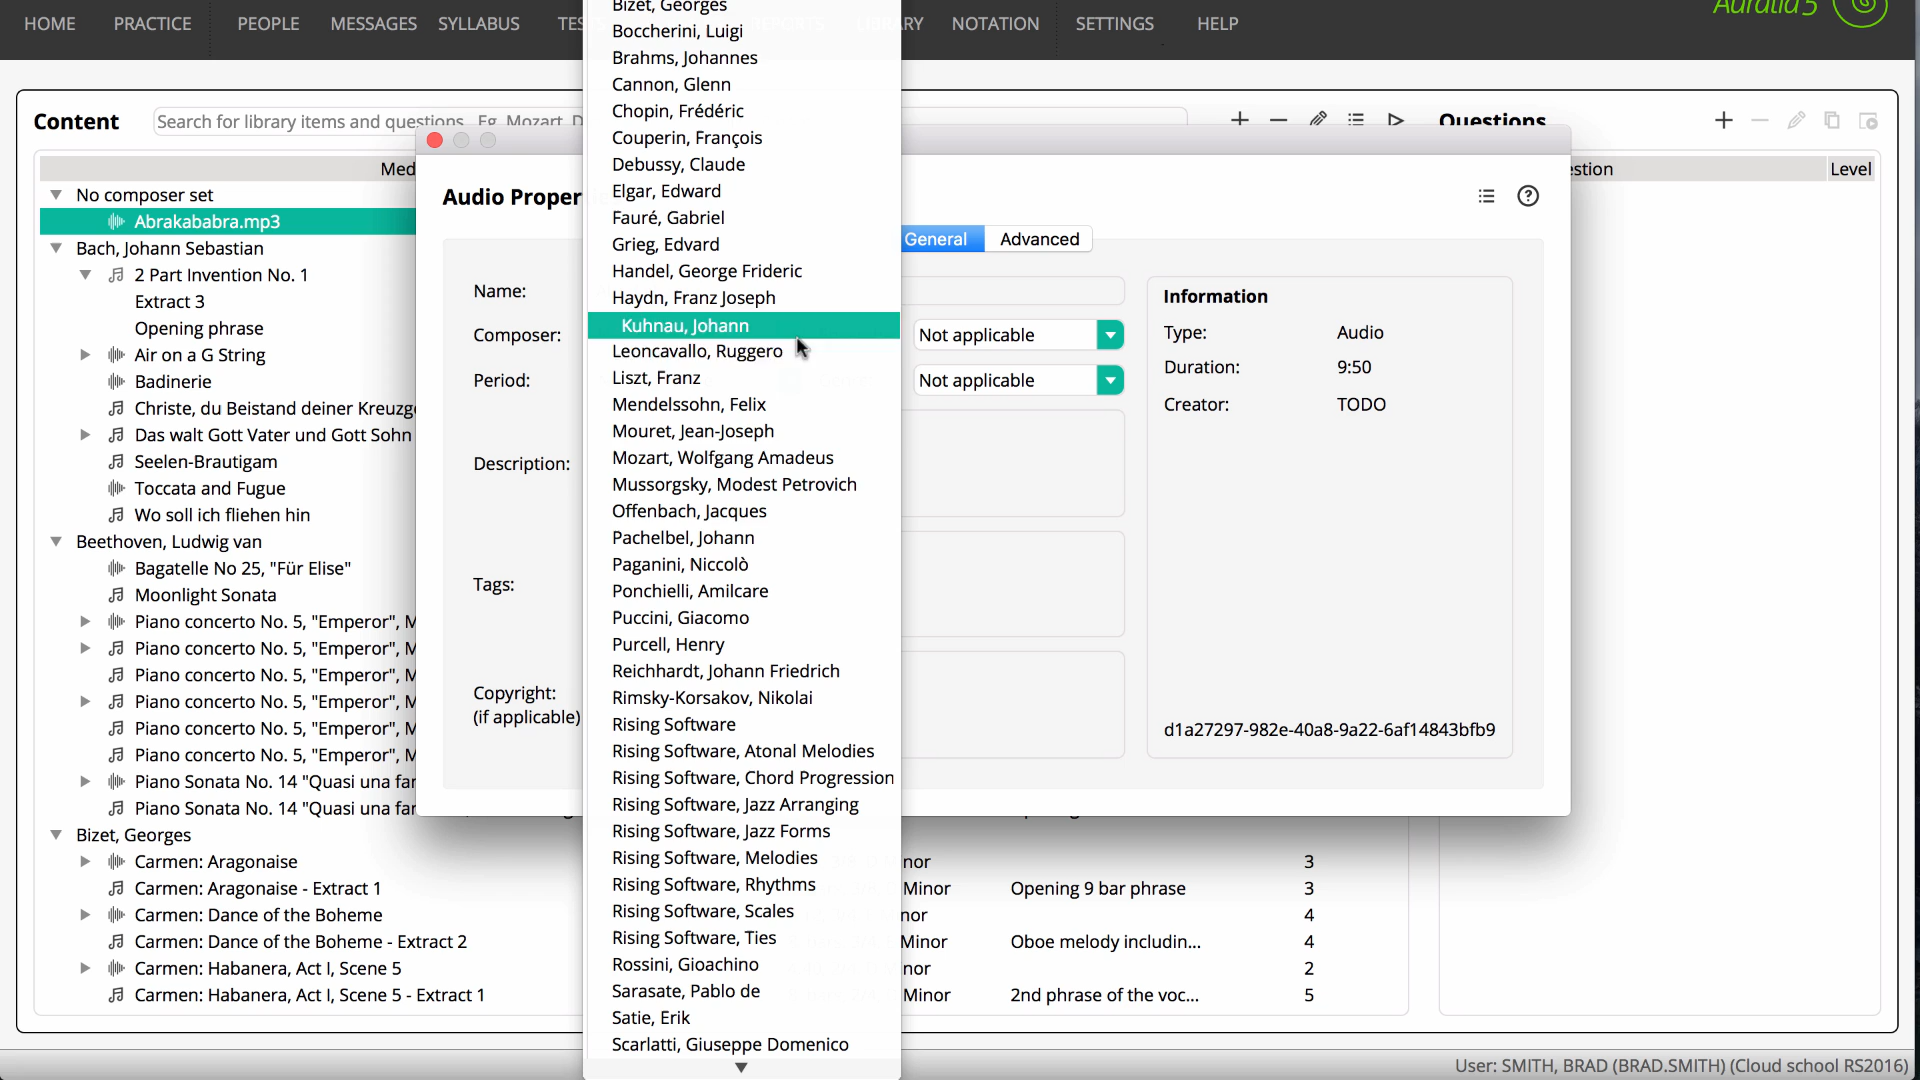 HOME PRACTICE PEOPLE MESSAGES SYLLABUS NOTATION SETTINGS HELP
Auralia 5
Content
Search for library items and questions Eg. Mozart
Questions
Level
No composer set
Abrakababra.mp3
Bach, Johann Sebastian
2 Part Invention No. 1
Extract 3
Opening phrase
Air on a G String
Badinerie
Christe, du Beistand deiner Kreuzge
Das walt Gott Vater und Gott Sohn
Seelen-Brautigam
Toccata and Fugue
Wo soll ich fliehen hin
Beethoven, Ludwig van
Bagatelle No 25, "Für Elise"
Moonlight Sonata
Piano concerto No. 5, "Emperor", M
Piano concerto No. 5, "Emperor", M
Piano concerto No. 5, "Emperor", M
Piano concerto No. 5, "Emperor", M
Piano concerto No. 5, "Emperor", M
Piano concerto No. 5, "Emperor", M
Piano Sonata No. 14 "Quasi una fan
Piano Sonata No. 14 "Quasi una fan
Bizet, Georges
Carmen: Aragonaise
3
Carmen: Aragonaise - Extract 1
Minor Opening 9 bar phrase 3
Carmen: Dance of the Boheme
4
Carmen: Dance of the Boheme - Extract 2
Minor Oboe melody includin... 4
Carmen: Habanera, Act I, Scene 5
2
Carmen: Habanera, Act I, Scene 5 - Extract 1
Minor 2nd phrase of the voc... 5
Audio Proper
General Advanced
Name:
Composer:
Not applicable
Period:
Not applicable
Description:
Tags:
Copyright:
(if applicable)
Information
Type: Audio
Duration: 9:50
Creator: TODO
d1a27297-982e-40a8-9a22-6af14843bfb9
Bizet, Georges
Boccherini, Luigi
Brahms, Johannes
Cannon, Glenn
Chopin, Frédéric
Couperin, François
Debussy, Claude
Elgar, Edward
Fauré, Gabriel
Grieg, Edvard
Handel, George Frideric
Haydn, Franz Joseph
Kuhnau, Johann
Leoncavallo, Ruggero
Liszt, Franz
Mendelssohn, Felix
Mouret, Jean-Joseph
Mozart, Wolfgang Amadeus
Mussorgsky, Modest Petrovich
Offenbach, Jacques
Pachelbel, Johann
Paganini, Niccolò
Ponchielli, Amilcare
Puccini, Giacomo
Purcell, Henry
Reichhardt, Johann Friedrich
Rimsky-Korsakov, Nikolai
Rising Software
Rising Software, Atonal Melodies
Rising Software, Chord Progression
Rising Software, Jazz Arranging
Rising Software, Jazz Forms
Rising Software, Melodies
Rising Software, Rhythms
Rising Software, Scales
Rising Software, Ties
Rossini, Gioachino
Sarasate, Pablo de
Satie, Erik
Scarlatti, Giuseppe Domenico
User: SMITH, BRAD (BRAD.SMITH) (Cloud school RS2016)